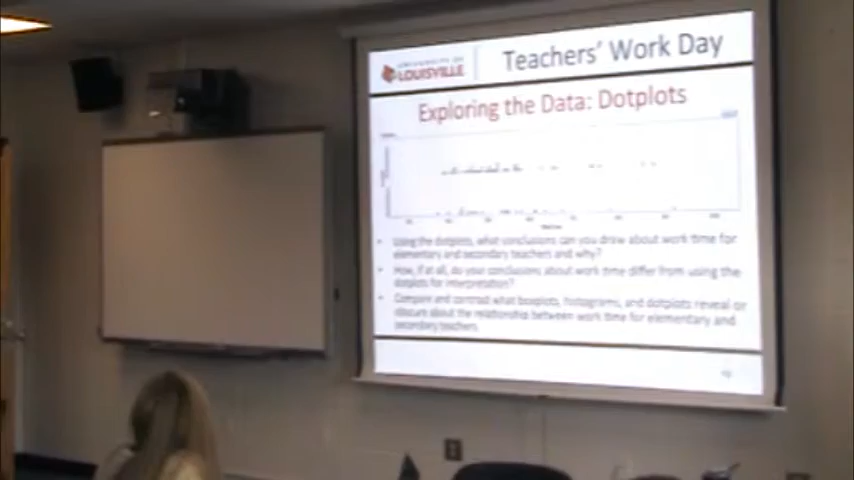 UNIVERSITY OF
LOUISVILLE
Teachers' Work Day
Exploring the Data: Dotplots
• Using the dotplots, what conclusions can you draw about work time for
elementary and secondary teachers and why?
• How, if at all, do your conclusions about work time differ from using the
dotplots for interpretation?
• Compare and contrast what boxplots, histograms, and dotplots reveal or
obscure about the relationship between work time for elementary and
secondary teachers.